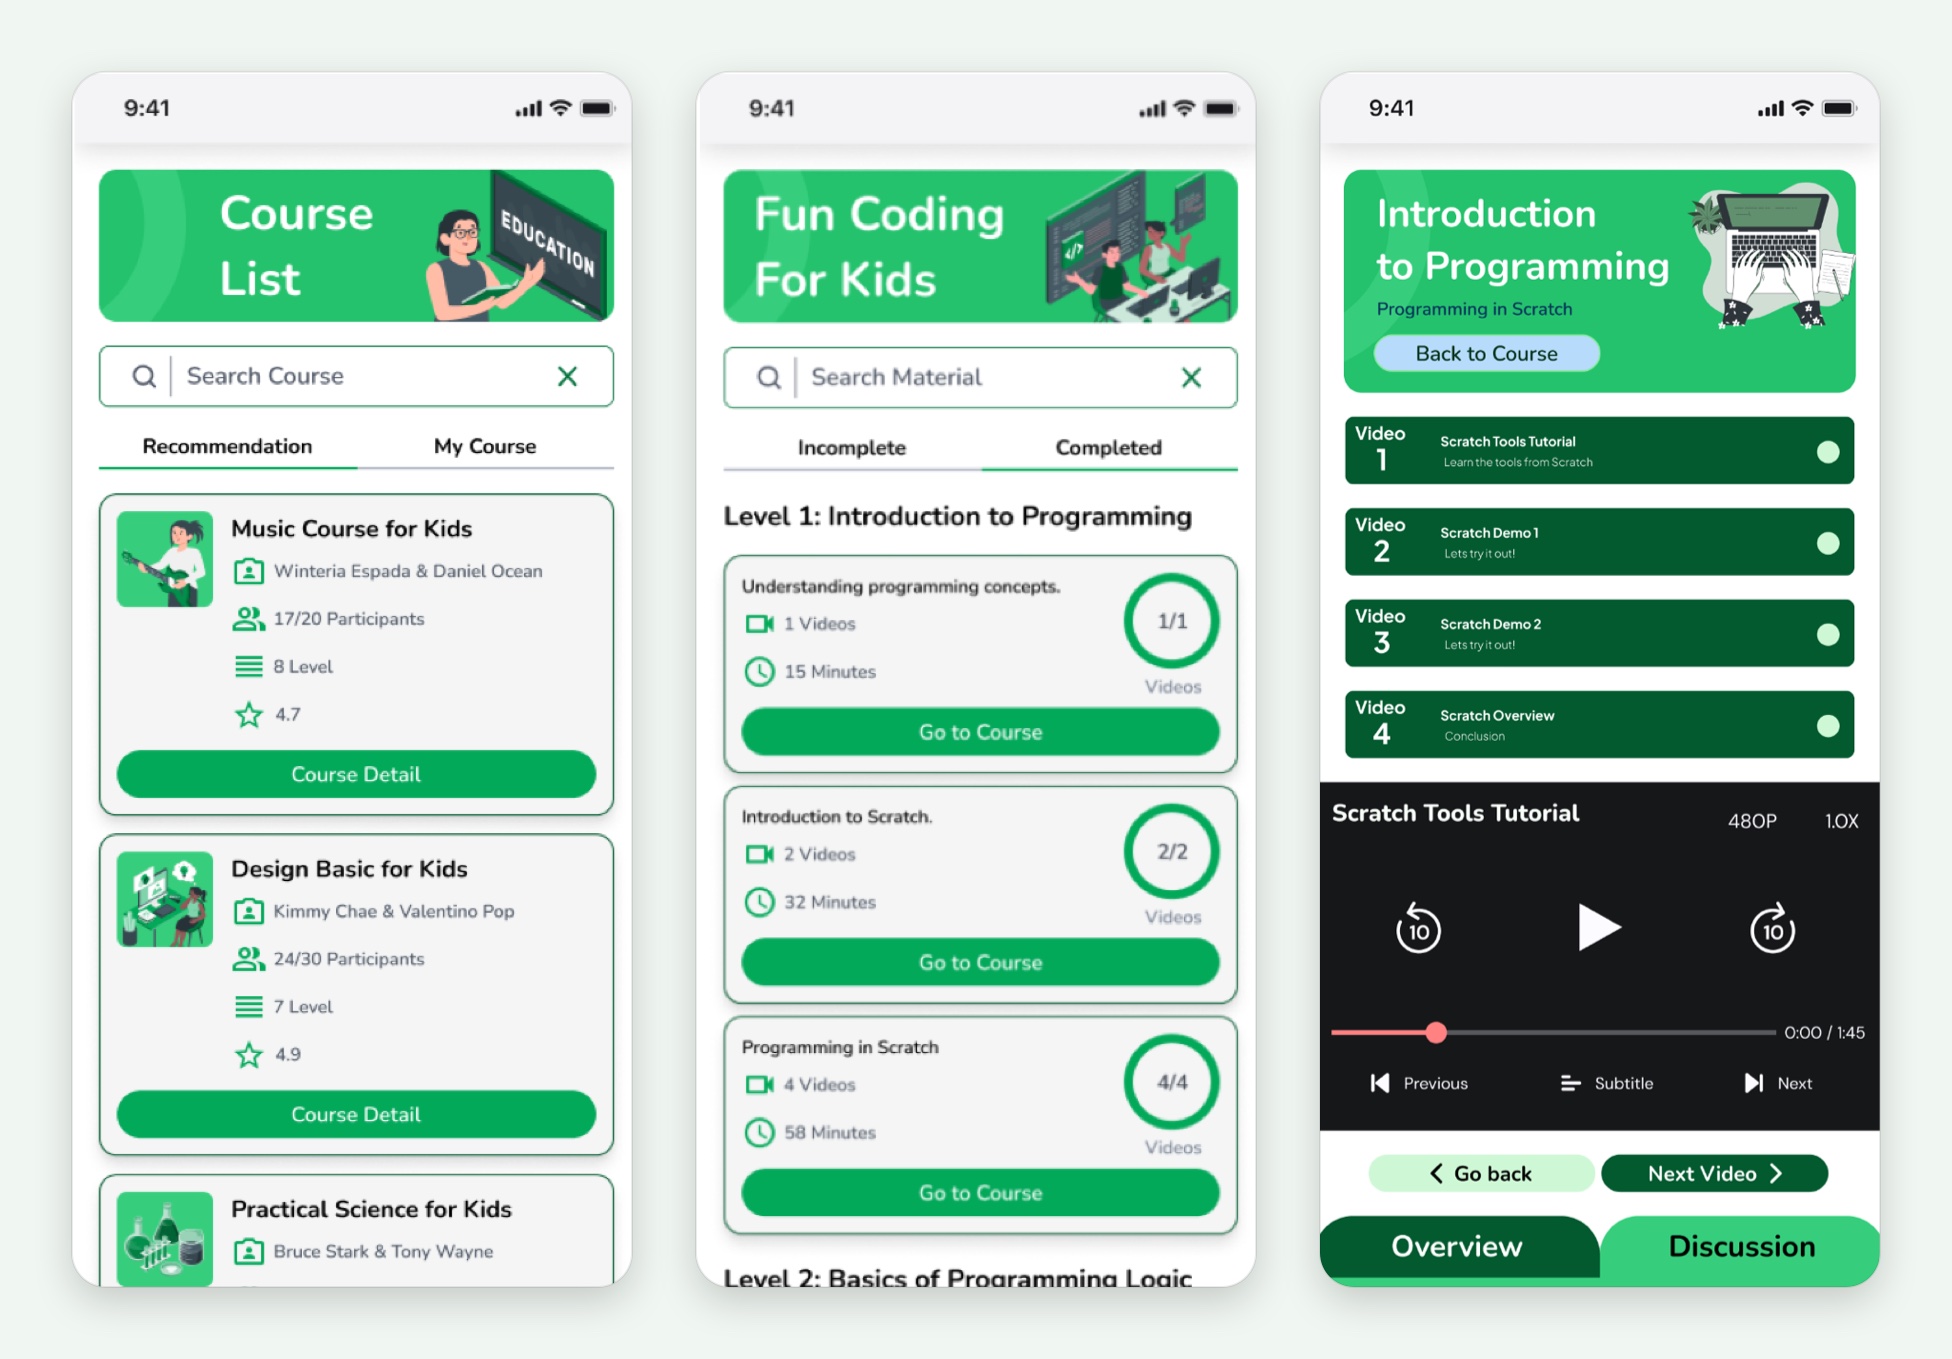 9:41
Course
List
EDUCATION
Search Course
Recommendation
My Course
Music Course for Kids
Winteria Espada & Daniel Ocean
17/20 Participants
8 Level
4.7
Course Detail
Design Basic for Kids
Kimmy Chae & Valentino Pop
24/30 Participants
7 Level
4.9
Course Detail
Practical Science for Kids
Bruce Stark & Tony Wayne
9:41
Fun Coding
For Kids
</>
Search Material
Incomplete
Completed
Level 1: Introduction to Programming
Understanding programming concepts.
1 Videos
15 Minutes
1/1
Videos
Go to Course
Introduction to Scratch.
2 Videos
32 Minutes
2/2
Videos
Go to Course
Programming in Scratch
4 Videos
58 Minutes
4/4
Videos
Go to Course
Level 2: Basics of Programming Logic
9:41
Introduction
to Programming
Programming in Scratch
Back to Course
Video
1
Scratch Tools Tutorial
Learn the tools from Scratch
Video
2
Scratch Demo 1
Lets try it out!
Video
3
Scratch Demo 2
Lets try it out!
Video
4
Scratch Overview
Conclusion
Scratch Tools Tutorial
480P
1.0X
10
10
0:00 / 1:45
Previous
Subtitle
Next
Go back
Next Video
Overview
Discussion